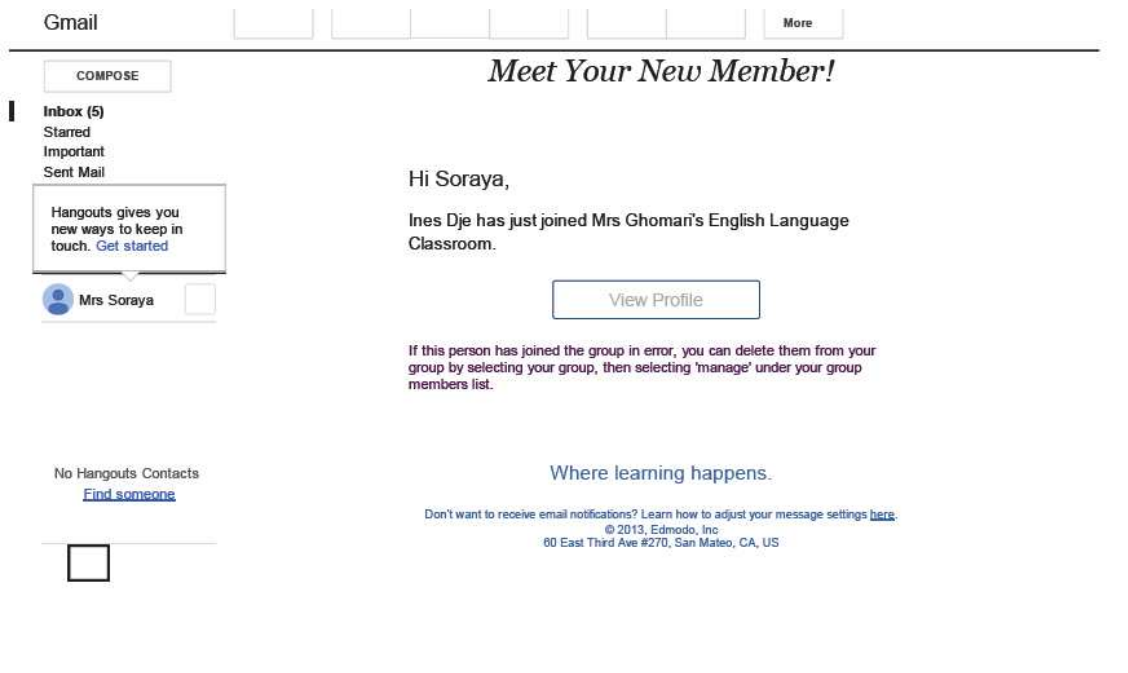 Gmail
More
COMPOSE
Meet Your New Member!
Inbox (5)
Starred
Important
Sent Mail
Hangouts gives you
new ways to keep in
touch. Get started
Mrs Soraya
Hi Soraya,
Ines Dje has just joined Mrs Ghomari's English Language
Classroom.
View Profile
If this person has joined the group in error, you can delete them from your
group by selecting your group, then selecting 'manage' under your group
members list.
No Hangouts Contacts
Find someone
Where learning happens.
Don't want to receive email notifications? Learn how to adjust your message settings here.
© 2013, Edmodo, Inc
60 East Third Ave #270, San Mateo, CA, US